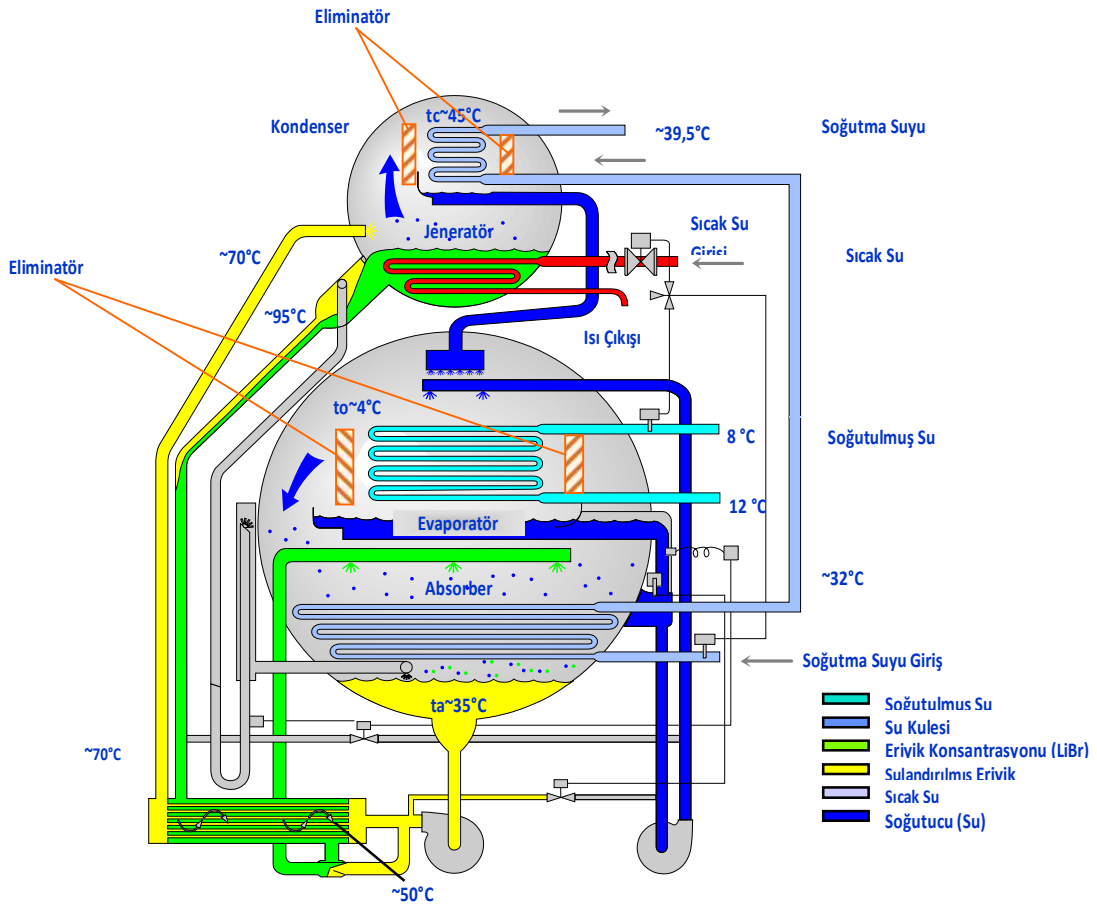 Eliminatör
tc~45°C
Kondenser
~39,5°C
Soğutma Suyu
Jeneratör
Sıcak Su
Girişi
~70°C
Eliminatör
Sıcak Su
~95°C
Isı Çıkışı
to~4°C
8 °C
Soğutulmuş Su
12 °C
Evaporatör
Absorber
~32°C
Soğutma Suyu Giriş
ta~35°C
~70°C
Soğutulmuş Su
Su Kulesi
Eriyik Konsantrasyonu (LiBr)
Sulandırılmış Eriyik
Sıcak Su
Soğutucu (Su)
~50°C